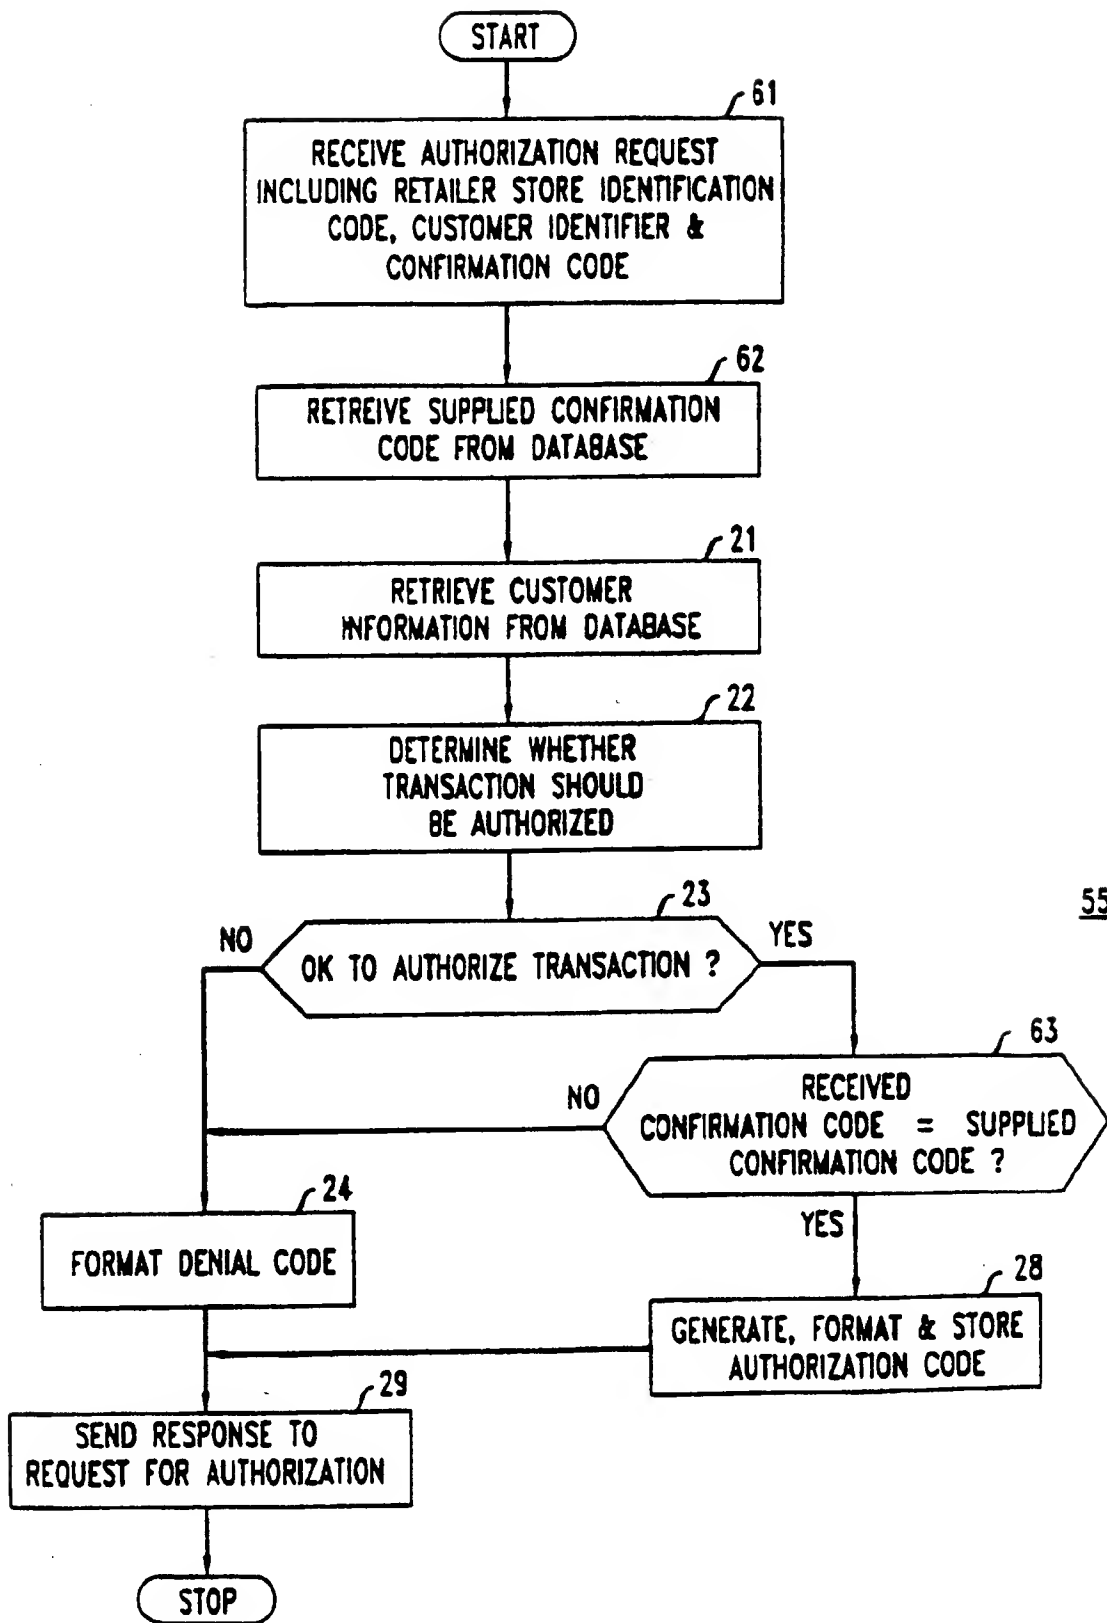 START
61
RECEIVE AUTHORIZATION REQUEST
INCLUDING RETAILER STORE IDENTIFICATION
CODE, CUSTOMER IDENTIFIER &
CONFIRMATION CODE
62
RETREIVE SUPPLIED CONFIRMATION
CODE FROM DATABASE
21
RETRIEVE CUSTOMER
INFORMATION FROM DATABASE
22
DETERMINE WHETHER
TRANSACTION SHOULD
BE AUTHORIZED
55
23
NO
OK TO AUTHORIZE TRANSACTION ?
YES
63
NO
RECEIVED
CONFIRMATION CODE = SUPPLIED
CONFIRMATION CODE ?
YES
24
FORMAT DENIAL CODE
28
GENERATE, FORMAT & STORE
AUTHORIZATION CODE
29
SEND RESPONSE TO
REQUEST FOR AUTHORIZATION
STOP